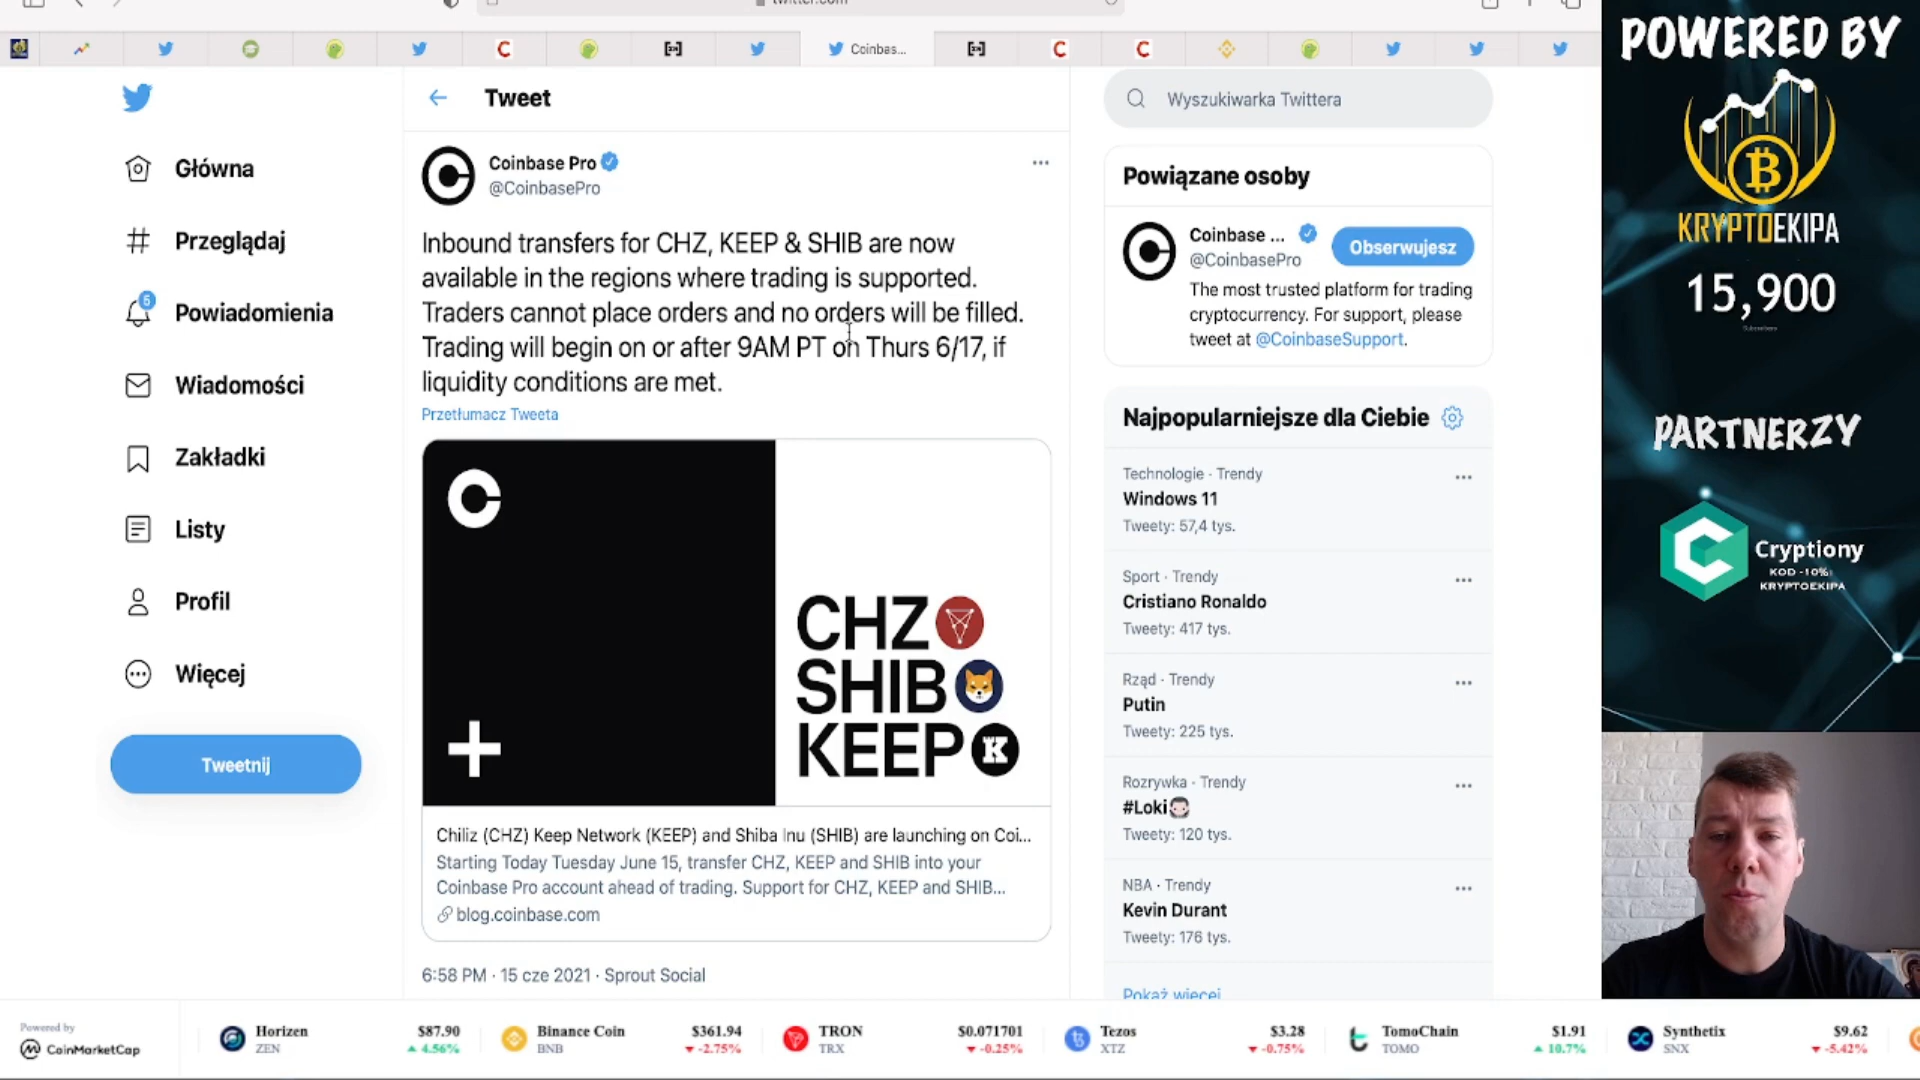 twitter.com
Coinbas...
Tweet
Wyszukiwarka Twittera
Główna
Przeglądaj
5
Powiadomienia
Wiadomości
Zakładki
Listy
Profil
Więcej
Tweetnij
Coinbase Pro
@CoinbasePro
Inbound transfers for CHZ, KEEP & SHIB are now
available in the regions where trading is supported.
Traders cannot place orders and no orders will be filled.
Trading will begin on or after 9AM PT on Thurs 6/17, if
liquidity conditions are met.
Przetłumacz Tweeta
CHZ
SHIB
KEEP
Chiliz (CHZ) Keep Network (KEEP) and Shiba Inu (SHIB) are launching on Coi...
Starting Today Tuesday June 15, transfer CHZ, KEEP and SHIB into your
Coinbase Pro account ahead of trading. Support for CHZ, KEEP and SHIB...
blog.coinbase.com
6:58 PM · 15 cze 2021 · Sprout Social
Powiązane osoby
Coinbase ...
@CoinbasePro
Obserwujesz
The most trusted platform for trading
cryptocurrency. For support, please
tweet at @CoinbaseSupport.
Najpopularniejsze dla Ciebie
Technologie · Trendy
Windows 11
Tweety: 57,4 tys.
Sport · Trendy
Cristiano Ronaldo
Tweety: 417 tys.
Rząd · Trendy
Putin
Tweety: 225 tys.
Rozrywka · Trendy
#Loki
Tweety: 120 tys.
NBA · Trendy
Kevin Durant
Tweety: 176 tys.
Pokaż więcej
POWERED BY
KRYPTOEKIPA
15,900
Subscribers
PARTNERZY
Cryptiony
KOD -10%:
KRYPTOEKIPA
Powered by
CoinMarketCap
Horizen $87.90
ZEN 4.56%
Binance Coin $361.94
BNB -2.75%
TRON $0.071701
TRX -0.25%
Tezos $3.28
XTZ -0.75%
TomoChain $1.91
TOMO 10.7%
Synthetix $9.62
SNX -5.42%